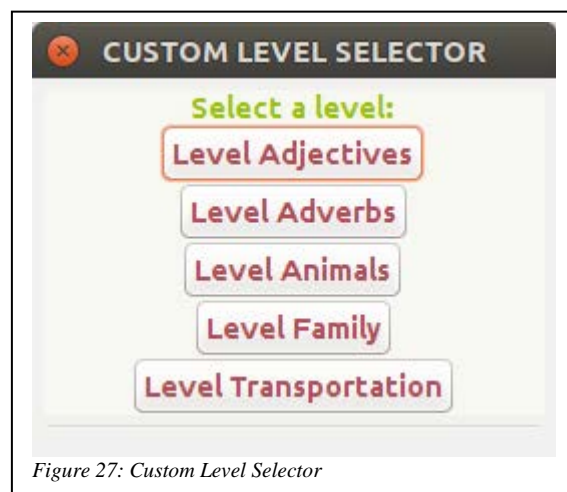 CUSTOM LEVEL SELECTOR
Select a level:
Level Adjectives
Level Adverbs
Level Animals
Level Family
Level Transportation
Figure 27: Custom Level Selector